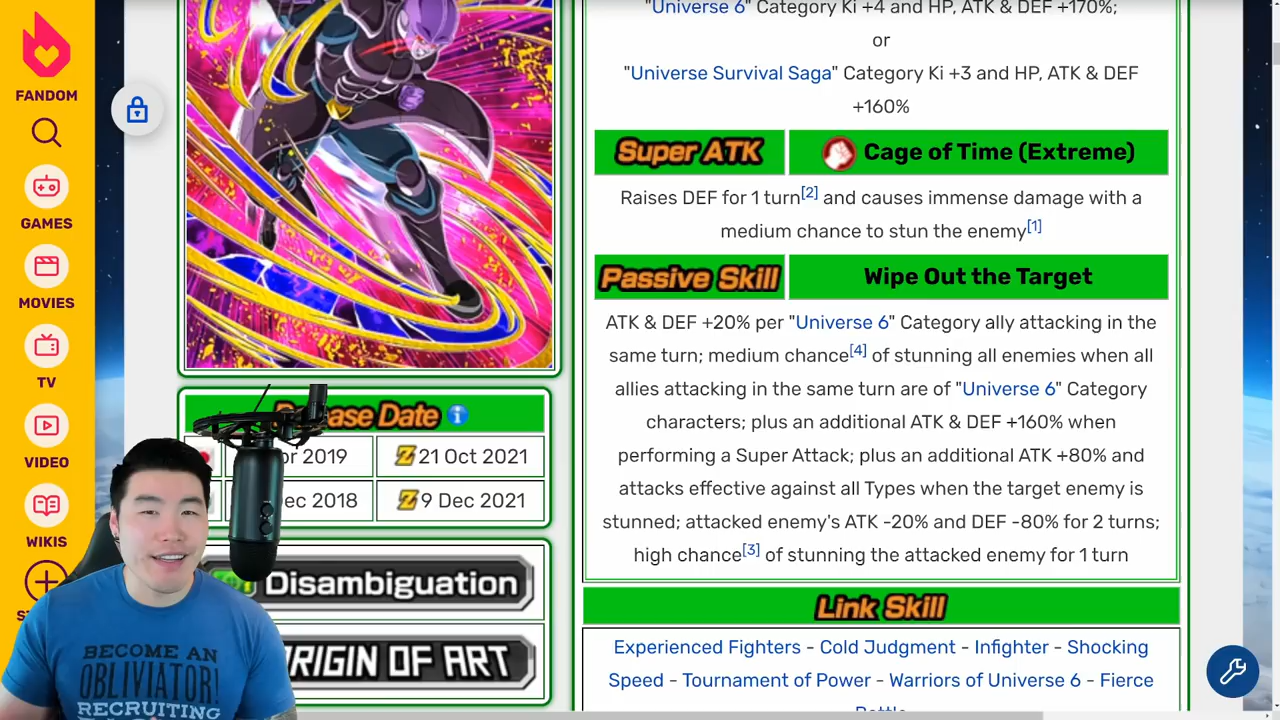 "Universe 6" Category Ki +4 and HP, ATK & DEF +170%;
or
"Universe Survival Saga" Category Ki +3 and HP, ATK & DEF
+160%
Super ATK
Cage of Time (Extreme)
Raises DEF for 1 turn[2] and causes immense damage with a
medium chance to stun the enemy[1]
Passive Skill
Wipe Out the Target
ATK & DEF +20% per "Universe 6" Category ally attacking in the
same turn; medium chance[4] of stunning all enemies when all
allies attacking in the same turn are of "Universe 6" Category
characters; plus an additional ATK & DEF +160% when
performing a Super Attack; plus an additional ATK +80% and
attacks effective against all Types when the target enemy is
stunned; attacked enemy's ATK -20% and DEF -80% for 2 turns;
high chance[3] of stunning the attacked enemy for 1 turn
Link Skill
Experienced Fighters - Cold Judgment - Infighter - Shocking
Speed - Tournament of Power - Warriors of Universe 6 - Fierce
FANDOM
GAMES
MOVIES
TV
VIDEO
WIKIS
Date
2019
Z 21 Oct 2021
2018
Z 9 Dec 2021
Disambiguation
ORIGIN OF ART
BECOME AN
OBLIVIATOR!
RECRUITING